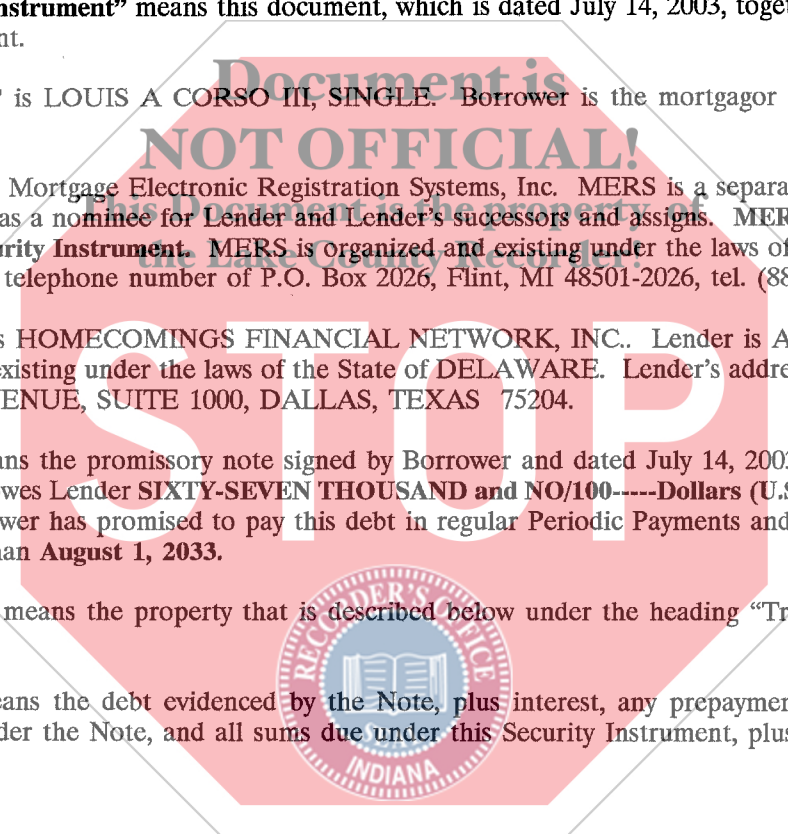 nstrument” means this document, which is dated July 14, 2003, toget
nt.
Document is
” is LOUIS A CORSO III, SINGLE. Borrower is the mortgagor
NOT OFFICIAL!
Mortgage Electronic Registration Systems, Inc. MERS is a separa
This Document is the property of
as a nominee for Lender and Lender's successors and assigns. MER
the Lake County Recorder!
urity Instrument. MERS is organized and existing under the laws of
telephone number of P.O. Box 2026, Flint, MI 48501-2026, tel. (88
s HOMECOMINGS FINANCIAL NETWORK, INC.. Lender is A
existing under the laws of the State of DELAWARE. Lender's addre
ENUE, SUITE 1000, DALLAS, TEXAS 75204.
STOP
ans the promissory note signed by Borrower and dated July 14, 2003
wes Lender SIXTY-SEVEN THOUSAND and NO/100-----Dollars (U.S
wer has promised to pay this debt in regular Periodic Payments and
an August 1, 2033.
means the property that is described below under the heading “Tr
RECORDER'S OFFICE
eans the debt evidenced by the Note, plus interest, any prepaymen
der the Note, and all sums due under this Security Instrument, plus
SEAL
INDIANA